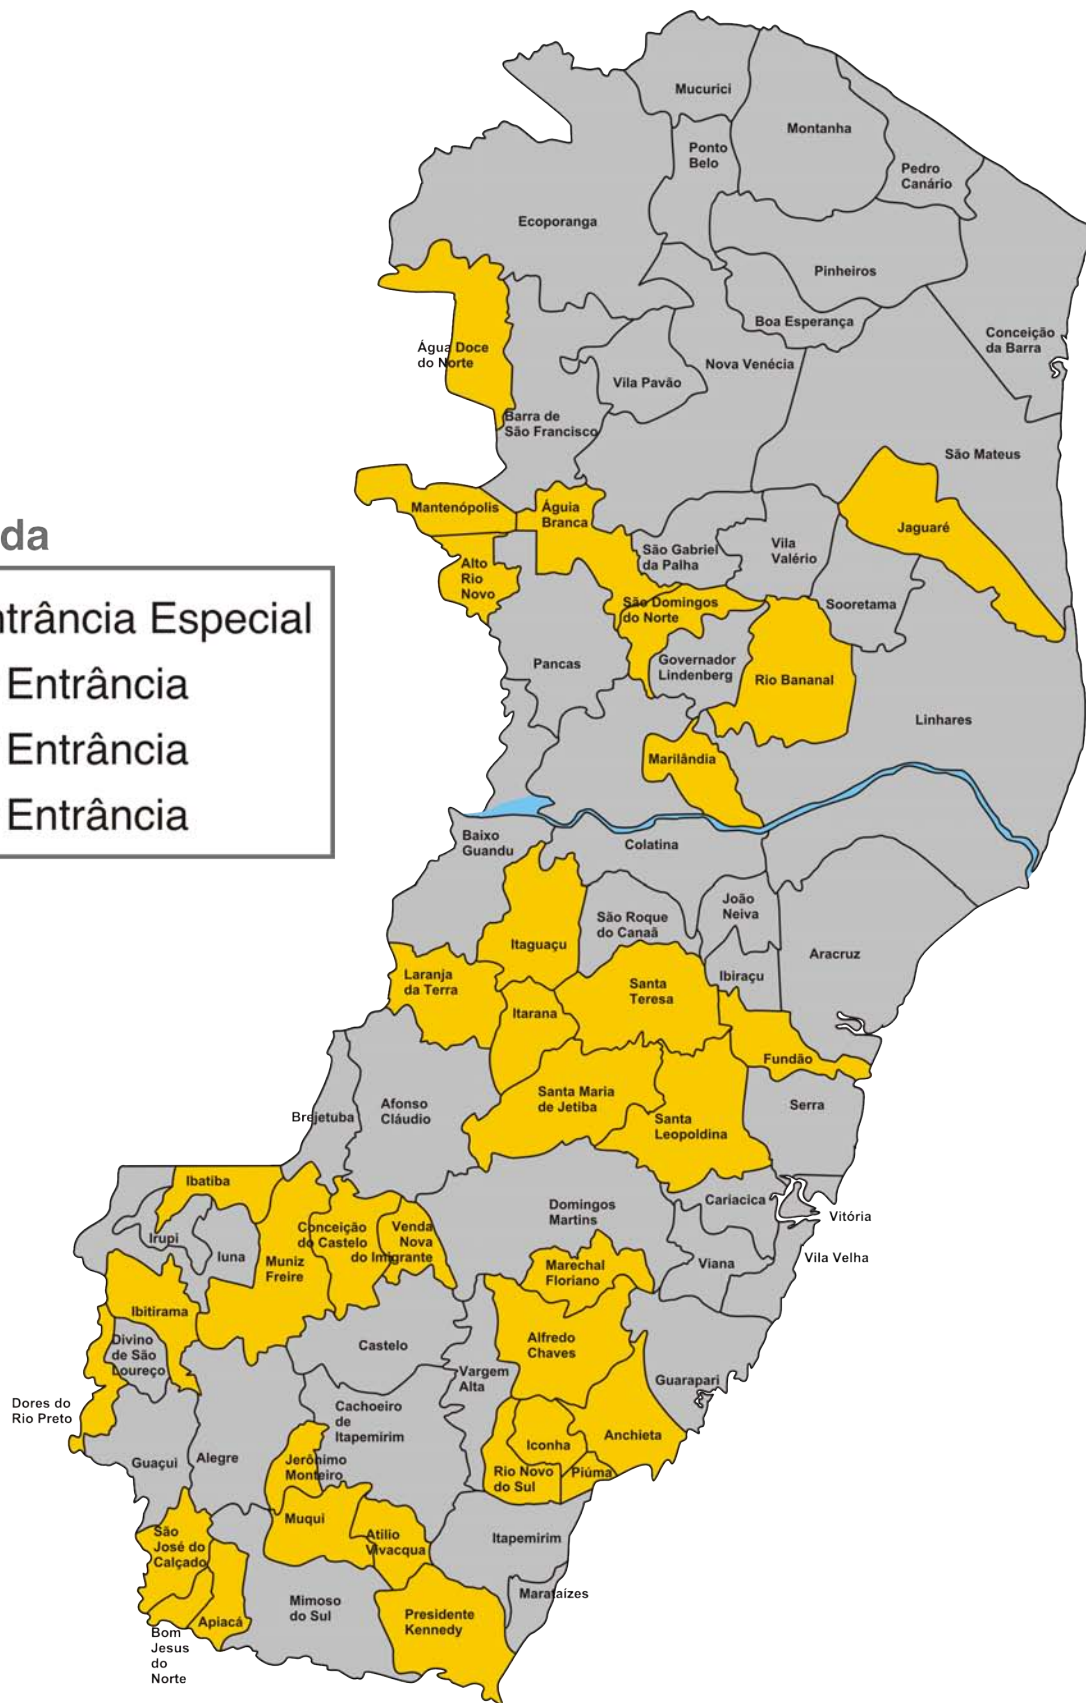 Mucurici
Montanha
Ponto
Belo
Pedro
Canário
Ecoporanga
Pinheiros
Boa Esperança
Conceição
da Barra
Água Doce
do Norte
Nova Venécia
Vila Pavão
Barra de
São Francisco
São Mateus
Mantenópolis
Águia
Branca
Jaguaré
da
São Gabriel
da Palha
Vila
Valério
Alto
Rio
Novo
ntrância Especial
São Domingos
do Norte
Sooretama
Pancas
Governador
Lindenberg
Rio Bananal
Entrância
Linhares
Entrância
Marilândia
Entrância
Baixo
Guandu
Colatina
João
Neiva
São Roque
do Canaã
Itaguaçu
Aracruz
Laranja
da Terra
Ibiraçu
Santa
Teresa
Itarana
Fundão
Santa Maria
de Jetiba
Serra
Afonso
Cláudio
Brejetuba
Santa
Leopoldina
Ibatiba
Cariacica
Domingos
Martins
Vitória
Irupi
Iuna
Conceição
do Castelo
Venda
Nova
do Imigrante
Vila Velha
Muniz
Freire
Marechal
Floriano
Viana
Ibitirama
Divino
de São
Loureço
Castelo
Alfredo
Chaves
Vargem
Alta
Guarapari
Dores do
Rio Preto
Cachoeiro
de
Itapemirim
Anchieta
Iconha
Guaçui
Alegre
Jerônimo
Monteiro
Rio Novo
do Sul
Piúma
Muqui
São
José do
Calçado
Atilio
Vivacqua
Itapemirim
Marataízes
Mimoso
do Sul
Apiacá
Presidente
Kennedy
Bom
Jesus
do
Norte